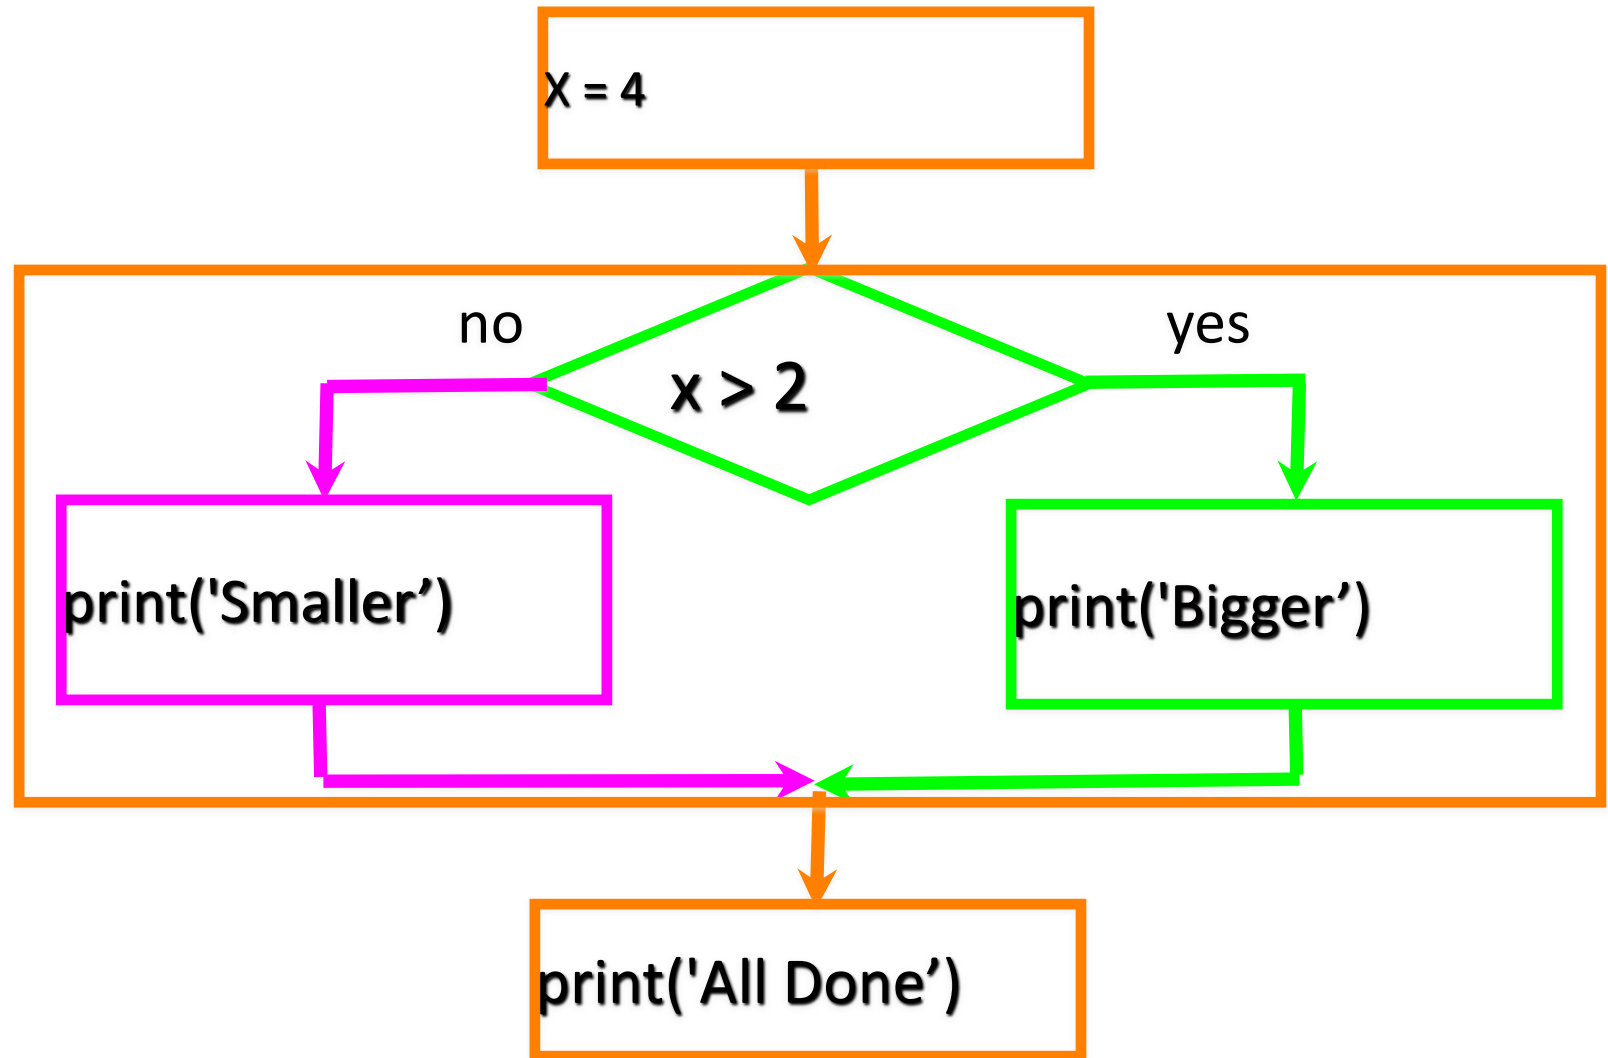 X = 4
no
yes
x > 2
print('Smaller’)
print('Bigger’)
print('All Done’)